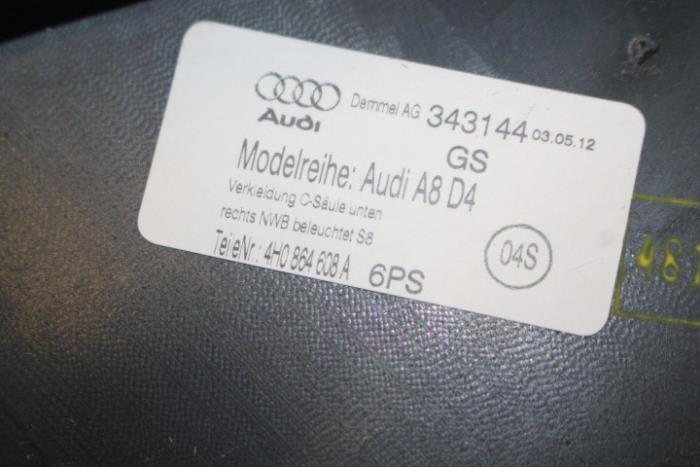 Demmel AG 343144 03.05.12
Audi
GS
Modelreihe: Audi A8 D4
Verkleidung C-Säule unten
rechts NWB beleuchtet S8
04S
TeileNr.: 4H0 864 608 A 6PS